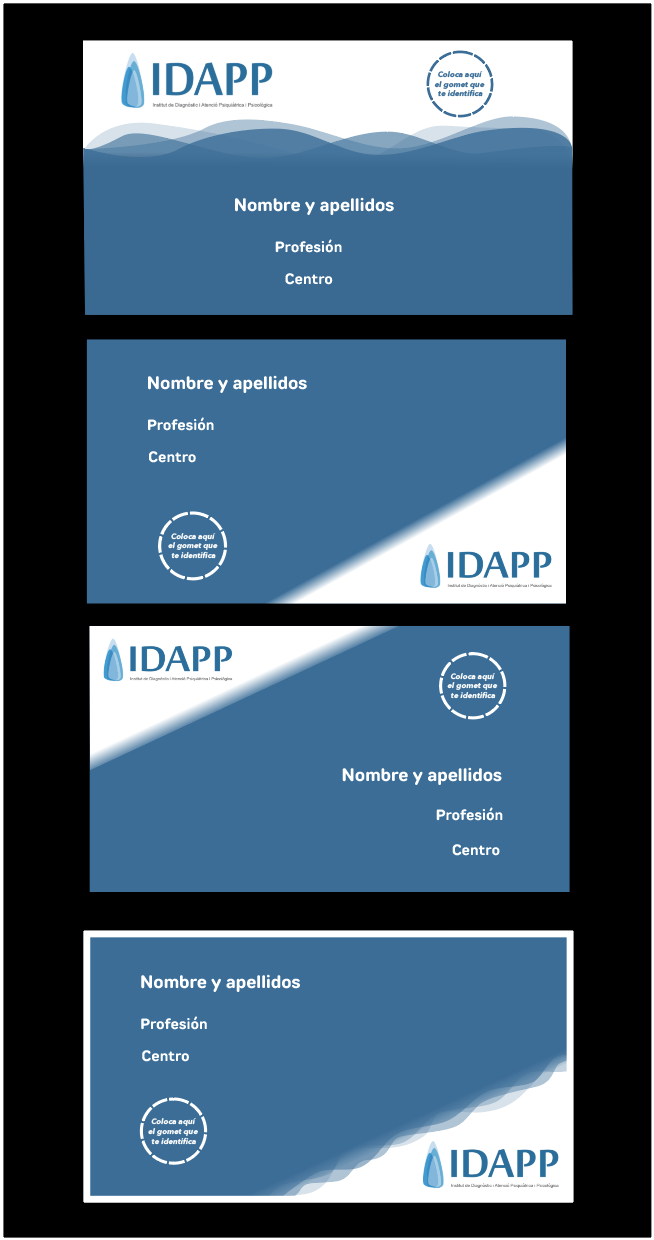 IDAPP
Institut de Diagnòstic i Atenció Psiquiàtrica i Psicològica
Coloca aquí
el gomet que
te identifica
Nombre y apellidos
Profesión
Centro
Nombre y apellidos
Profesión
Centro
Coloca aquí
el gomet que
te identifica
IDAPP
Institut de Diagnòstic i Atenció Psiquiàtrica i Psicològica
IDAPP
Institut de Diagnòstic i Atenció Psiquiàtrica i Psicològica
Coloca aquí
el gomet que
te identifica
Nombre y apellidos
Profesión
Centro
Nombre y apellidos
Profesión
Centro
Coloca aquí
el gomet que
te identifica
IDAPP
Institut de Diagnòstic i Atenció Psiquiàtrica i Psicològica